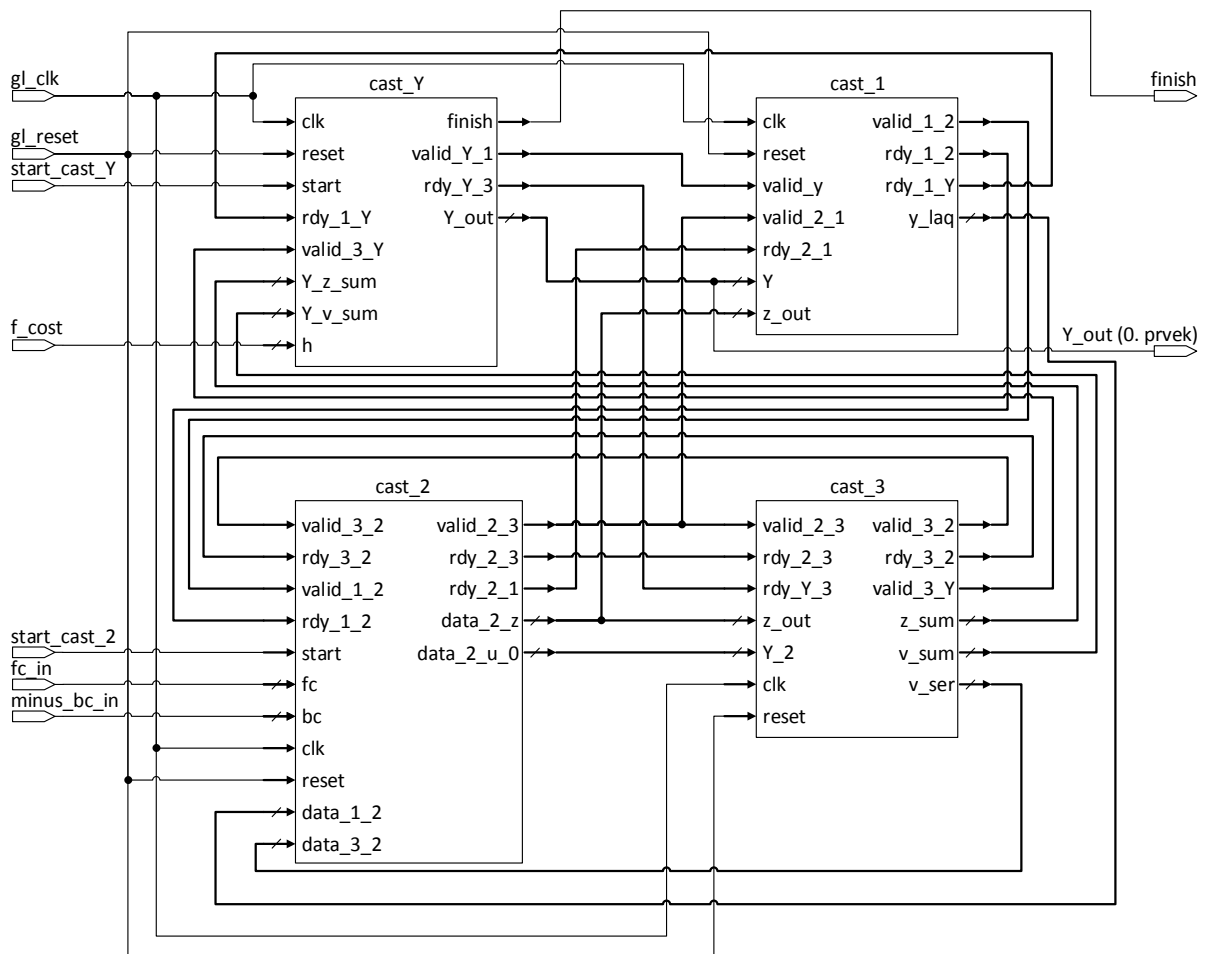 gl_clk
gl_reset
start_cast_Y
f_cost
cast_Y
clk
reset
start
rdy_1_Y
valid_3_Y
Y_z_sum
Y_v_sum
h
finish
valid_Y_1
rdy_Y_3
Y_out
cast_1
clk
reset
valid_y
valid_2_1
rdy_2_1
Y
z_out
valid_1_2
rdy_1_2
rdy_1_Y
y_laq
finish
Y_out (0. prvek)
start_cast_2
fc_in
minus_bc_in
cast_2
valid_3_2
rdy_3_2
valid_1_2
rdy_1_2
start
fc
bc
clk
reset
data_1_2
data_3_2
valid_2_3
rdy_2_3
rdy_2_1
data_2_z
data_2_u_0
cast_3
valid_2_3
rdy_2_3
rdy_Y_3
z_out
Y_2
clk
reset
valid_3_2
rdy_3_2
valid_3_Y
z_sum
v_sum
v_ser